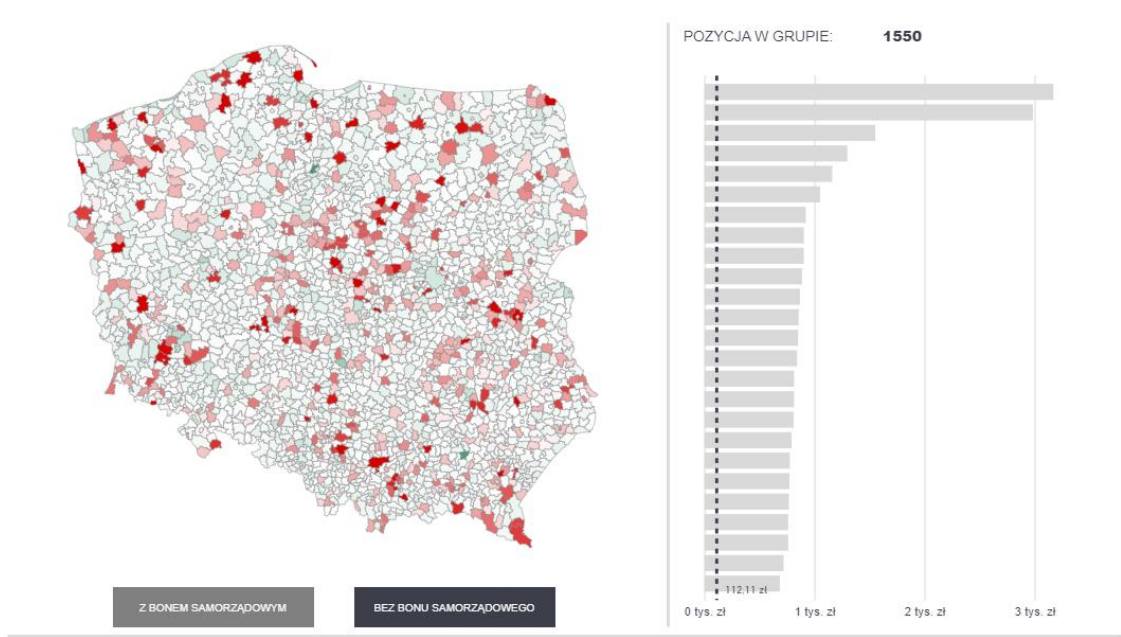 POZYCJA W GRUPIE: 1550
112,11 zł
0 tys. zł 1 tys. zł 2 tys. zł 3 tys. zł
Z BONEM SAMORZĄDOWYM BEZ BONU SAMORZĄDOWEGO